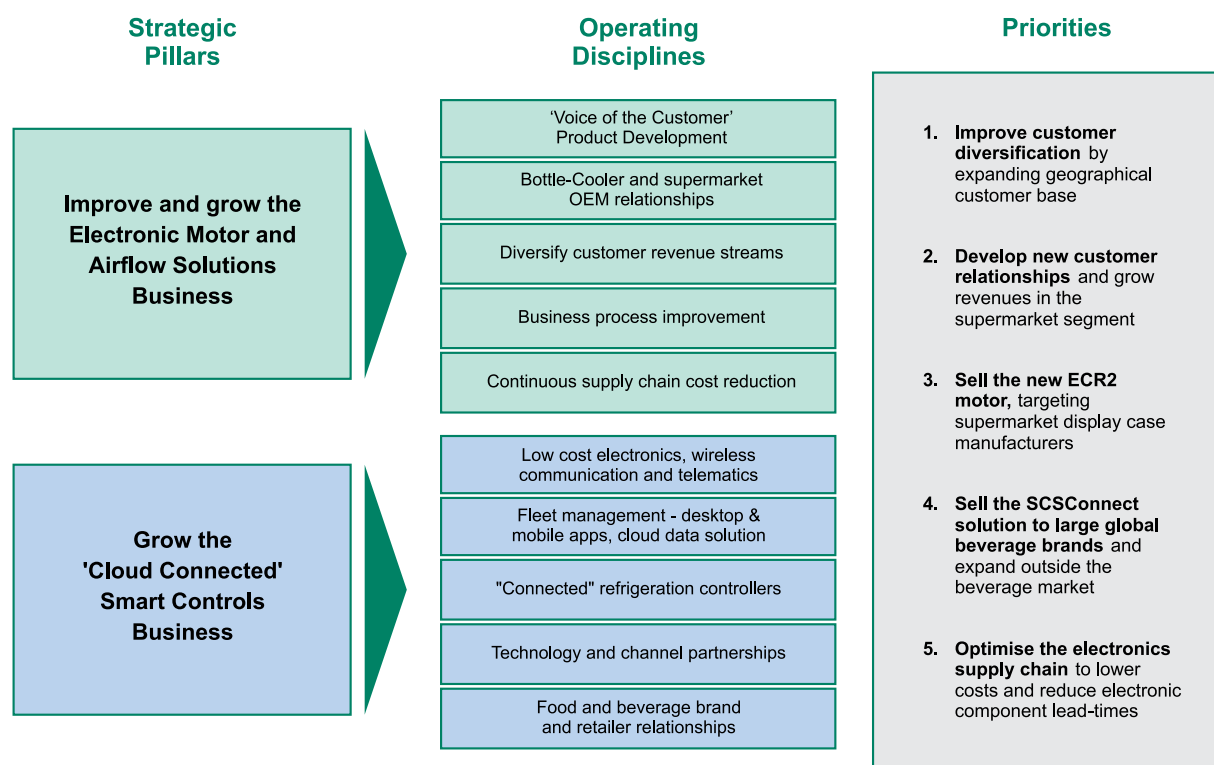 Strategic
Pillars
Operating
Disciplines
Priorities
Improve and grow the
Electronic Motor and
Airflow Solutions
Business
‘Voice of the Customer’
Product Development
Bottle-Cooler and supermarket
OEM relationships
Diversify customer revenue streams
Business process improvement
Continuous supply chain cost reduction
Grow the
'Cloud Connected'
Smart Controls
Business
Low cost electronics, wireless
communication and telematics
Fleet management - desktop &
mobile apps, cloud data solution
"Connected" refrigeration controllers
Technology and channel partnerships
Food and beverage brand
and retailer relationships
1. Improve customer
diversification by
expanding geographical
customer base
2. Develop new customer
relationships and grow
revenues in the
supermarket segment
3. Sell the new ECR2
motor, targeting
supermarket display case
manufacturers
4. Sell the SCSConnect
solution to large global
beverage brands and
expand outside the
beverage market
5. Optimise the electronics
supply chain to lower
costs and reduce electronic
component lead-times